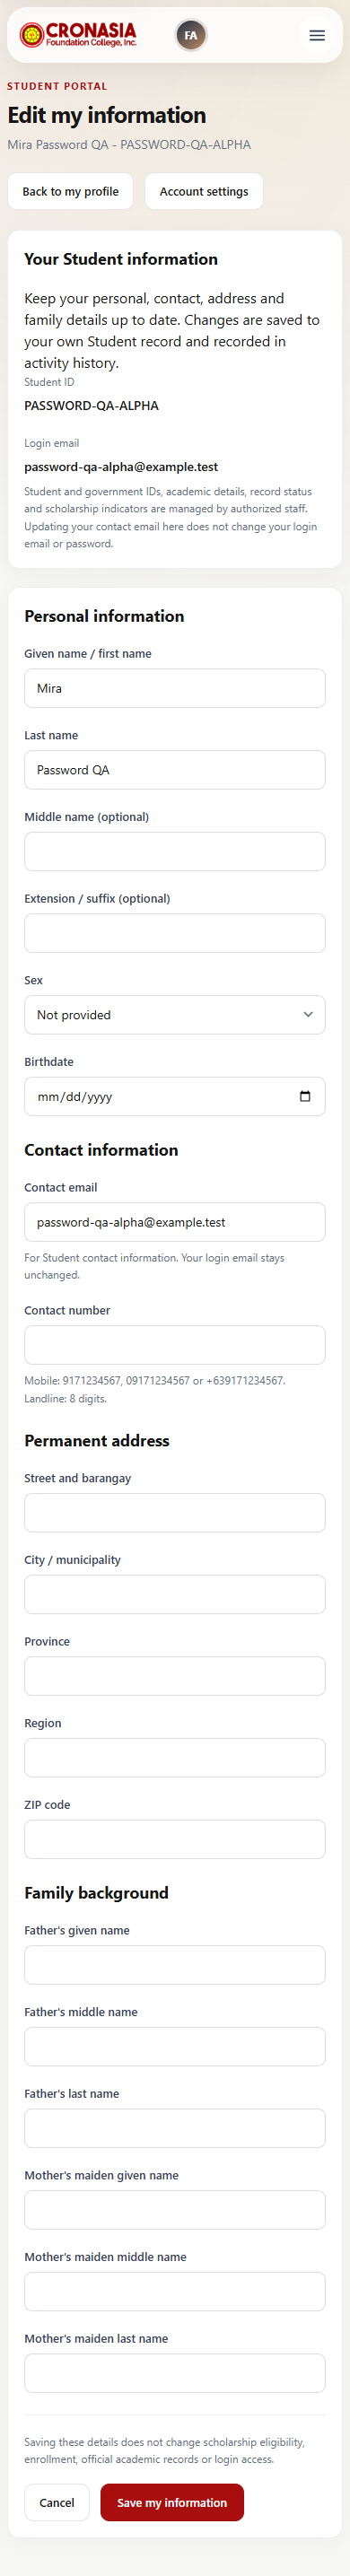 CRONASIA
Foundation College, Inc.
FA
STUDENT PORTAL
Edit my information
Mira Password QA - PASSWORD-QA-ALPHA
Back to my profile
Account settings
Your Student information
Keep your personal, contact, address and
family details up to date. Changes are saved to
your own Student record and recorded in
activity history.
Student ID
PASSWORD-QA-ALPHA
Login email
password-qa-alpha@example.test
Student and government IDs, academic details, record status
and scholarship indicators are managed by authorized staff.
Updating your contact email here does not change your login
email or password.
Personal information
Given name / first name
Mira
Last name
Password QA
Middle name (optional)
Extension / suffix (optional)
Sex
Not provided
Birthdate
mm/dd/yyyy
Contact information
Contact email
password-qa-alpha@example.test
For Student contact information. Your login email stays
unchanged.
Contact number
Mobile: 9171234567, 09171234567 or +639171234567.
Landline: 8 digits.
Permanent address
Street and barangay
City / municipality
Province
Region
ZIP code
Family background
Father's given name
Father's middle name
Father's last name
Mother's maiden given name
Mother's maiden middle name
Mother's maiden last name
Saving these details does not change scholarship eligibility,
enrollment, official academic records or login access.
Cancel
Save my information